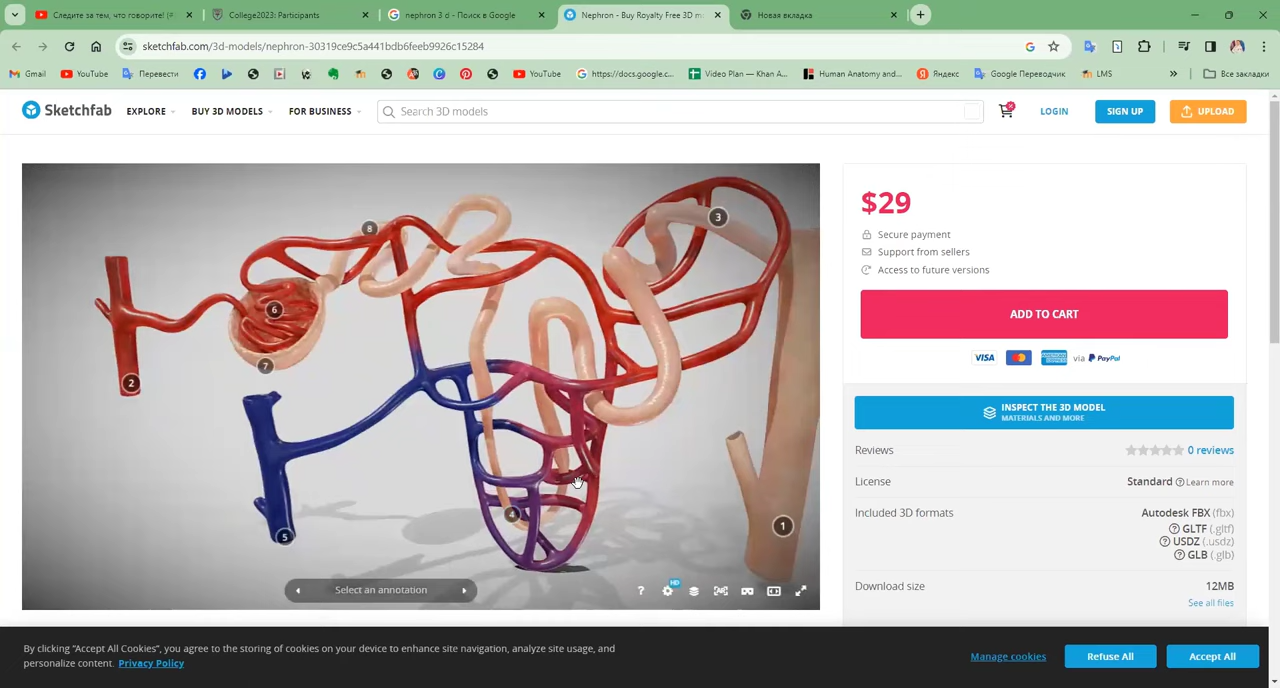 Следите за тем, что говорите! (#
College2023: Participants
nephron 3 d - Поиск в Google
Nephron - Buy Royalty Free 3D m
Новая вкладка
sketchfab.com/3d-models/nephron-30319ce9c5a441bdb6feeb9926c15284
Gmail
YouTube
Перевести
YouTube
https://docs.google.c...
Video Plan — Khan A...
Human Anatomy and...
Яндекс
Google Переводчик
LMS
»
Все закладки
Sketchfab
EXPLORE
BUY 3D MODELS
FOR BUSINESS
Search 3D models
LOGIN
SIGN UP
UPLOAD
3
8
6
7
2
4
1
5
Select an annotation
?
HD
$29
Secure payment
Support from sellers
Access to future versions
ADD TO CART
VISA
via PayPal
INSPECT THE 3D MODEL
MATERIALS AND MORE
Reviews
0 reviews
License
Standard ? Learn more
Included 3D formats
Autodesk FBX (fbx)
? GLTF (.gltf)
? USDZ (.usdz)
? GLB (.glb)
Download size
12MB
See all files
By clicking “Accept All Cookies”, you agree to the storing of cookies on your device to enhance site navigation, analyze site usage, and
personalize content. Privacy Policy
Manage cookies
Refuse All
Accept All